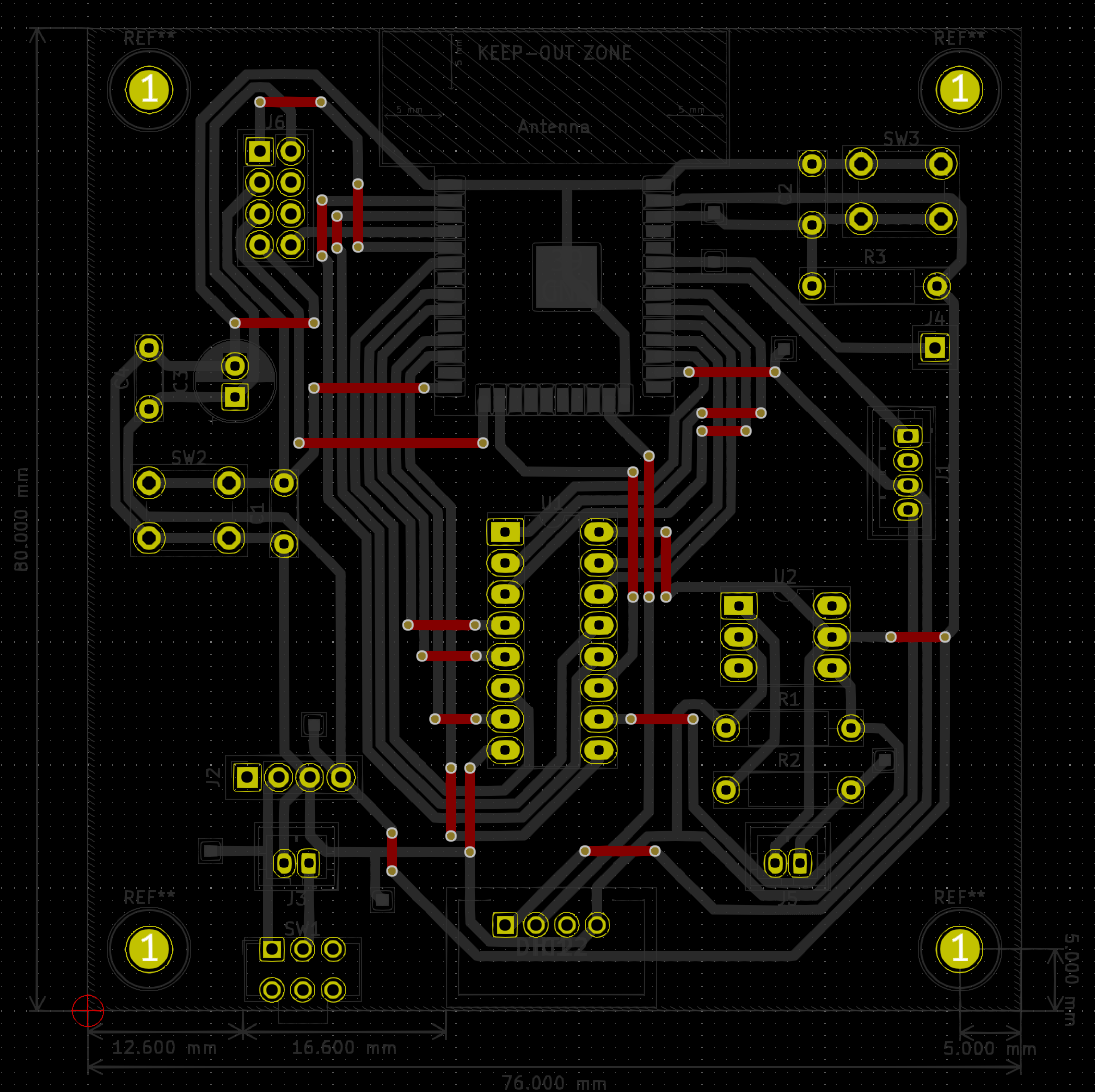 REF**
REF**
1
1
KEEP-OUT ZONE
5 mm
5 mm
5 mm
Antenna
J6
SW3
C2
R3
J4
C3
SW2
C1
J1
U1
U2
80.000 mm
R1
R2
J2
J3
J5
REF**
REF**
SW1
1
1
5.000 mm
12.600 mm
16.600 mm
5.000 mm
76.000 mm